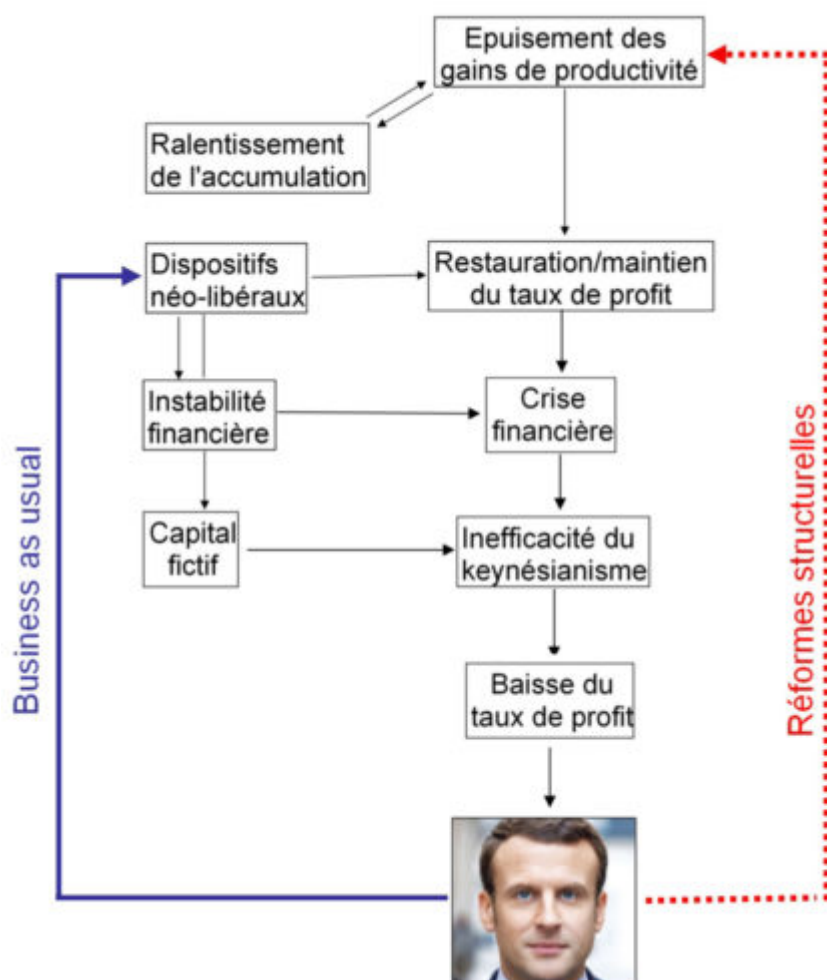 Epuisement des
gains de productivité
Ralentissement
de l'accumulation
Dispositifs
néo-libéraux
Restauration/maintien
du taux de profit
Instabilité
financière
Crise
financière
Capital
fictif
Inefficacité du
keynésianisme
Baisse du
taux de profit
Business as usual
Réformes structurelles